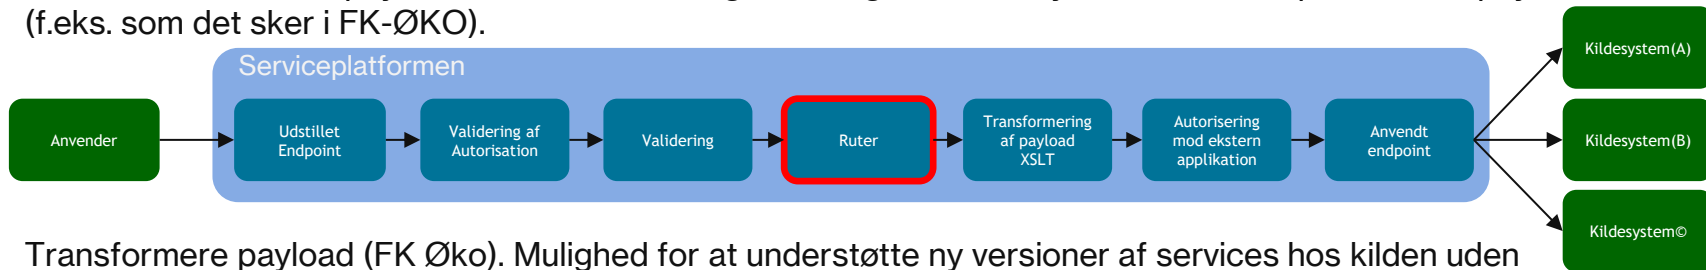 (f.eks. som det sker i FK-ØKO).
Serviceplatformen
Anvender
Udstillet
Endpoint
Validering af
Autorisation
Validering
Ruter
Transformering
af payload
XSLT
Autorisering
mod ekstern
applikation
Anvendt
endpoint
Kildesystem(A)
Kildesystem(B)
Kildesystem©
Transformere payload (FK Øko). Mulighed for at understøtte ny versioner af services hos kilden uden